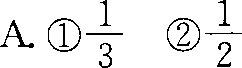 A. ①1/3 ②1/2